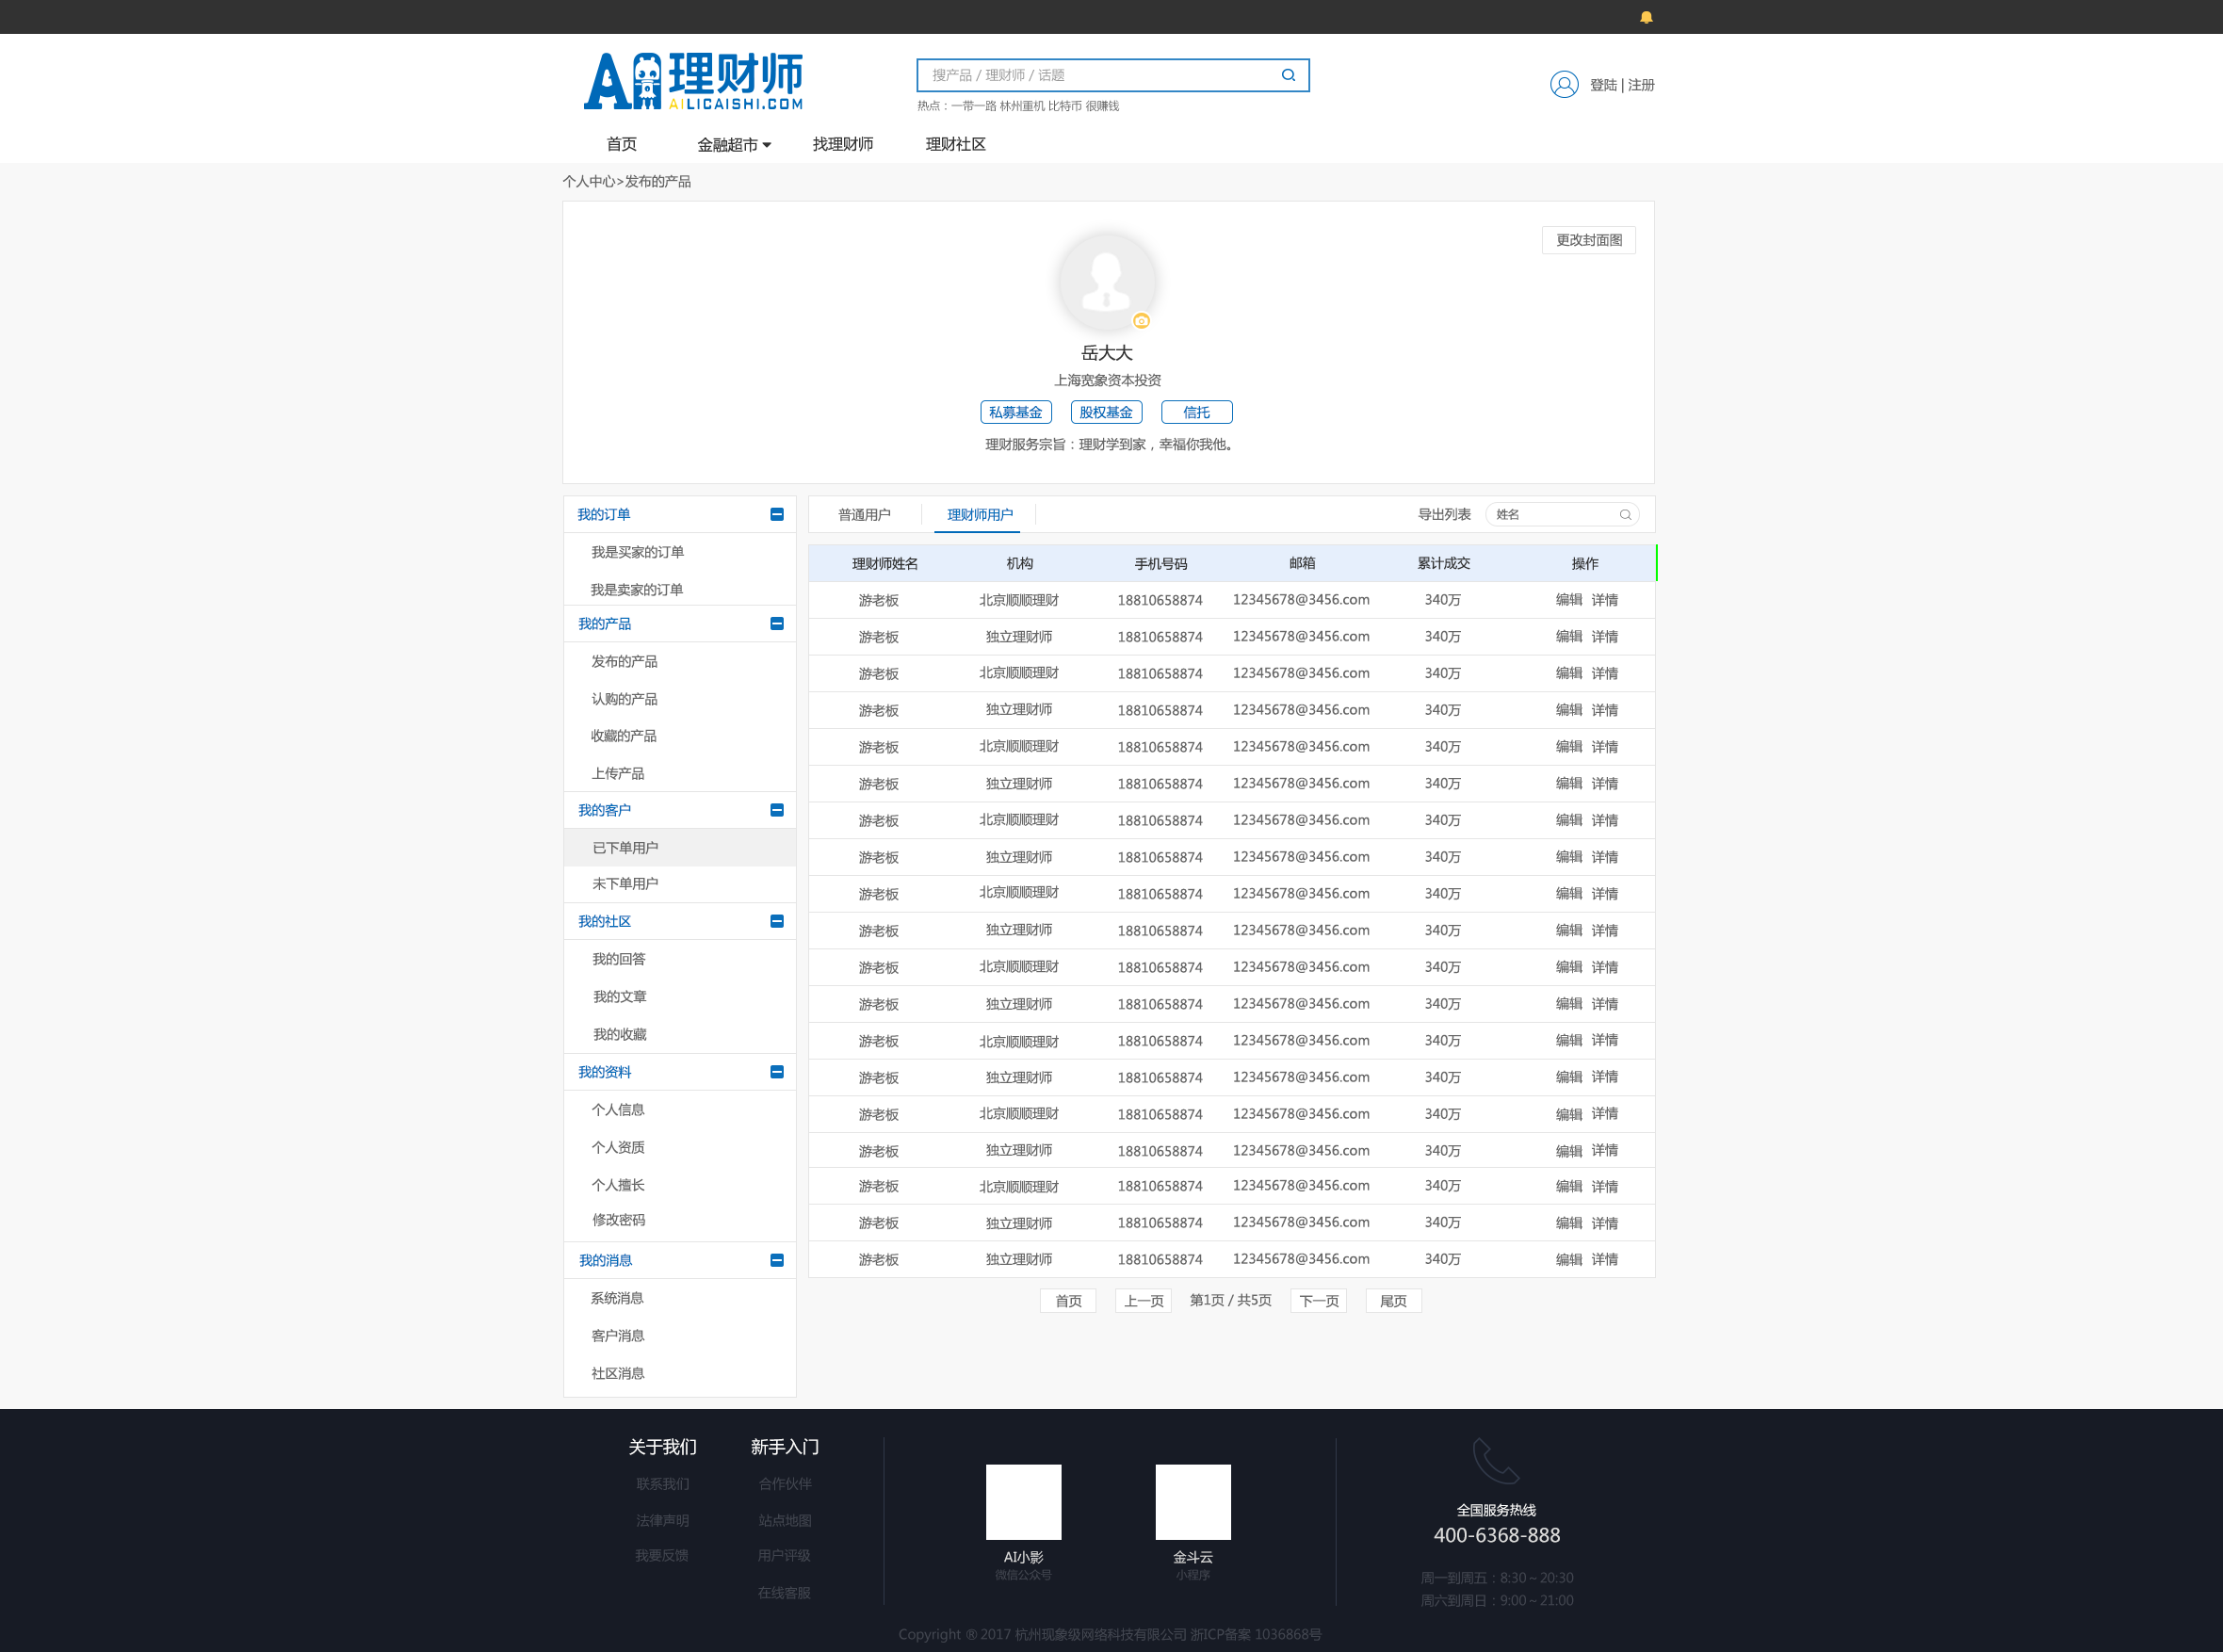 AI理财师
AILICAISHI.COM
搜产品 / 理财师 / 话题
热点：一带一路 林州重机 比特币 很赚钱
登陆 | 注册
首页 金融超市 找理财师 理财社区
个人中心>发布的产品
更改封面图
岳大大
上海宽象资本投资
私募基金 股权基金 信托
理财服务宗旨：理财学到家，幸福你我他。
我的订单
我是买家的订单
我是卖家的订单
我的产品
发布的产品
认购的产品
收藏的产品
上传产品
我的客户
已下单用户
未下单用户
我的社区
我的回答
我的文章
我的收藏
我的资料
个人信息
个人资质
个人擅长
修改密码
我的消息
系统消息
客户消息
社区消息
普通用户 理财师用户 导出列表 姓名
理财师姓名 机构 手机号码 邮箱 累计成交 操作
游老板 北京顺顺理财 18810658874 12345678@3456.com 340万 编辑 详情
游老板 独立理财师 18810658874 12345678@3456.com 340万 编辑 详情
游老板 北京顺顺理财 18810658874 12345678@3456.com 340万 编辑 详情
游老板 独立理财师 18810658874 12345678@3456.com 340万 编辑 详情
游老板 北京顺顺理财 18810658874 12345678@3456.com 340万 编辑 详情
游老板 独立理财师 18810658874 12345678@3456.com 340万 编辑 详情
游老板 北京顺顺理财 18810658874 12345678@3456.com 340万 编辑 详情
游老板 独立理财师 18810658874 12345678@3456.com 340万 编辑 详情
游老板 北京顺顺理财 18810658874 12345678@3456.com 340万 编辑 详情
游老板 独立理财师 18810658874 12345678@3456.com 340万 编辑 详情
游老板 北京顺顺理财 18810658874 12345678@3456.com 340万 编辑 详情
游老板 独立理财师 18810658874 12345678@3456.com 340万 编辑 详情
游老板 北京顺顺理财 18810658874 12345678@3456.com 340万 编辑 详情
游老板 独立理财师 18810658874 12345678@3456.com 340万 编辑 详情
游老板 北京顺顺理财 18810658874 12345678@3456.com 340万 编辑 详情
游老板 独立理财师 18810658874 12345678@3456.com 340万 编辑 详情
游老板 北京顺顺理财 18810658874 12345678@3456.com 340万 编辑 详情
游老板 独立理财师 18810658874 12345678@3456.com 340万 编辑 详情
游老板 独立理财师 18810658874 12345678@3456.com 340万 编辑 详情
首页 上一页 第1页 / 共5页 下一页 尾页
关于我们
联系我们
法律声明
我要反馈
新手入门
合作伙伴
站点地图
用户评级
在线客服
AI小影
微信公众号
金斗云
小程序
全国服务热线
400-6368-888
周一到周五：8:30 ~ 20:30
周六到周日：9:00 ~ 21:00
Copyright ® 2017 杭州现象级网络科技有限公司 浙ICP备案 1036868号